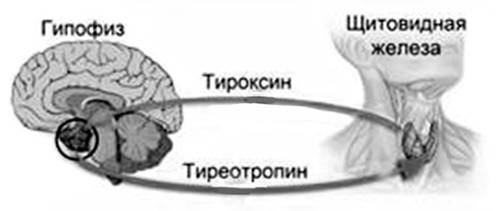 Гипофиз
Щитовидная
железа
Тироксин
Тиреотропин